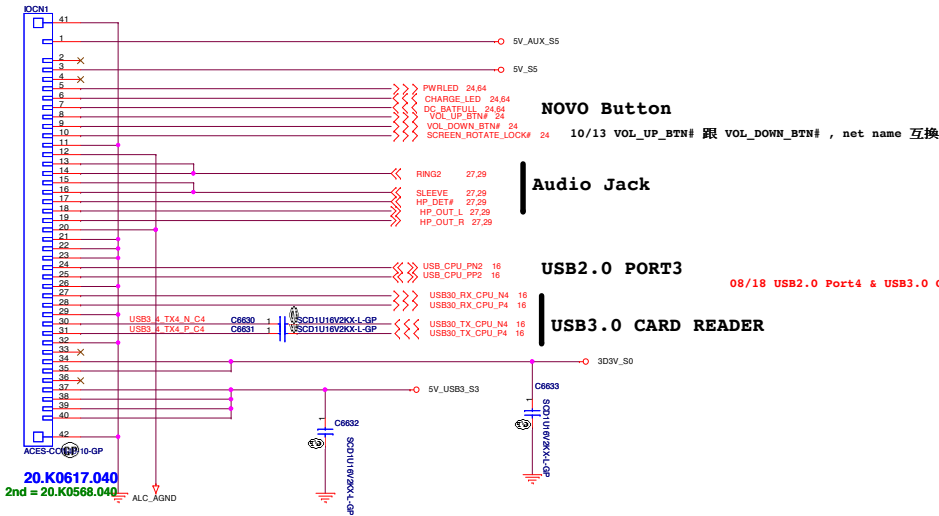 IOCN1
41
1
5V_AUX_S5
2
3
5V_S5
4
5
PWRLED 24,64
6
CHARGE_LED 24,64
7
DC_BATFULL 24,64
NOVO Button
8
VOL_UP_BTN# 24
9
VOL_DOWN_BTN# 24
10
SCREEN_ROTATE_LOCK# 24
10/13 VOL_UP_BTN# 跟 VOL_DOWN_BTN# , net name 互換
11
12
13
14
RING2 27,29
15
Audio Jack
16
SLEEVE 27,29
17
HP_DET# 27,29
18
HP_OUT_L 27,29
19
HP_OUT_R 27,29
20
21
22
23
24
USB_CPU_PN2 16
USB2.0 PORT3
25
USB_CPU_PP2 16
26
08/18 USB2.0 Port4 & USB3.0
27
USB30_RX_CPU_N4 16
28
USB30_RX_CPU_P4 16
29
30
USB3_4_TX4_N_C4
C6630
1
SCD1U16V2KX-L-GP
USB30_TX_CPU_N4 16
USB3.0 CARD READER
31
USB3_4_TX4_P_C4
C6631
1
SCD1U16V2KX-L-GP
USB30_TX_CPU_P4 16
32
33
34
3D3V_S0
35
36
37
5V_USB3_S3
C6633
1
SCD1U16V2KX-L-GP
38
39
40
C6632
1
SCD1U16V2KX-L-GP
42
20.K0617.040
2nd = 20.K0568.040
ALC_AGND